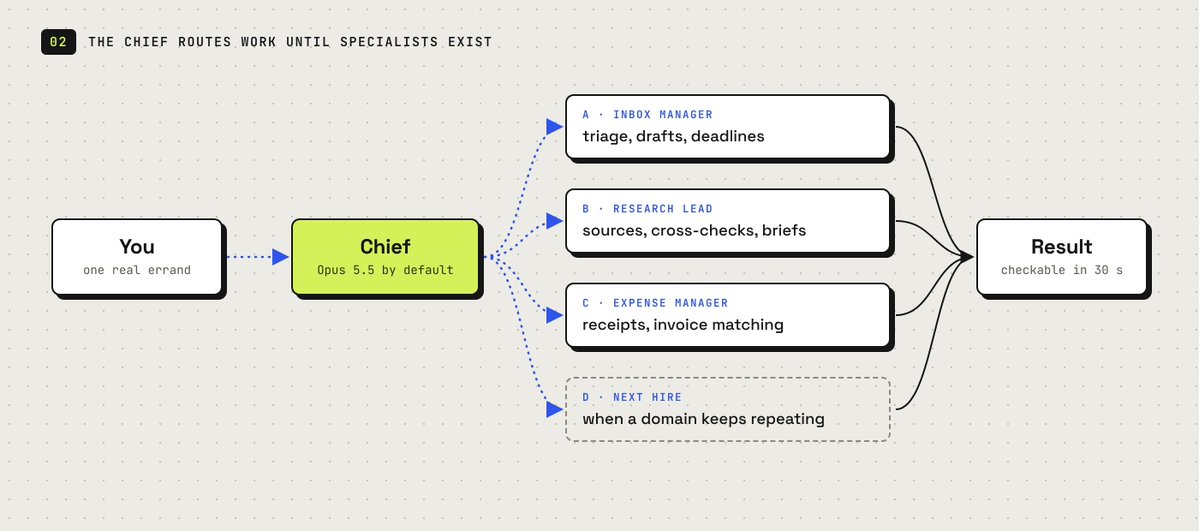 02 THE CHIEF ROUTES WORK UNTIL SPECIALISTS EXIST
You
one real errand
Chief
Opus 5.5 by default
A · INBOX MANAGER
triage, drafts, deadlines
B · RESEARCH LEAD
sources, cross-checks, briefs
C · EXPENSE MANAGER
receipts, invoice matching
D · NEXT HIRE
when a domain keeps repeating
Result
checkable in 30 s